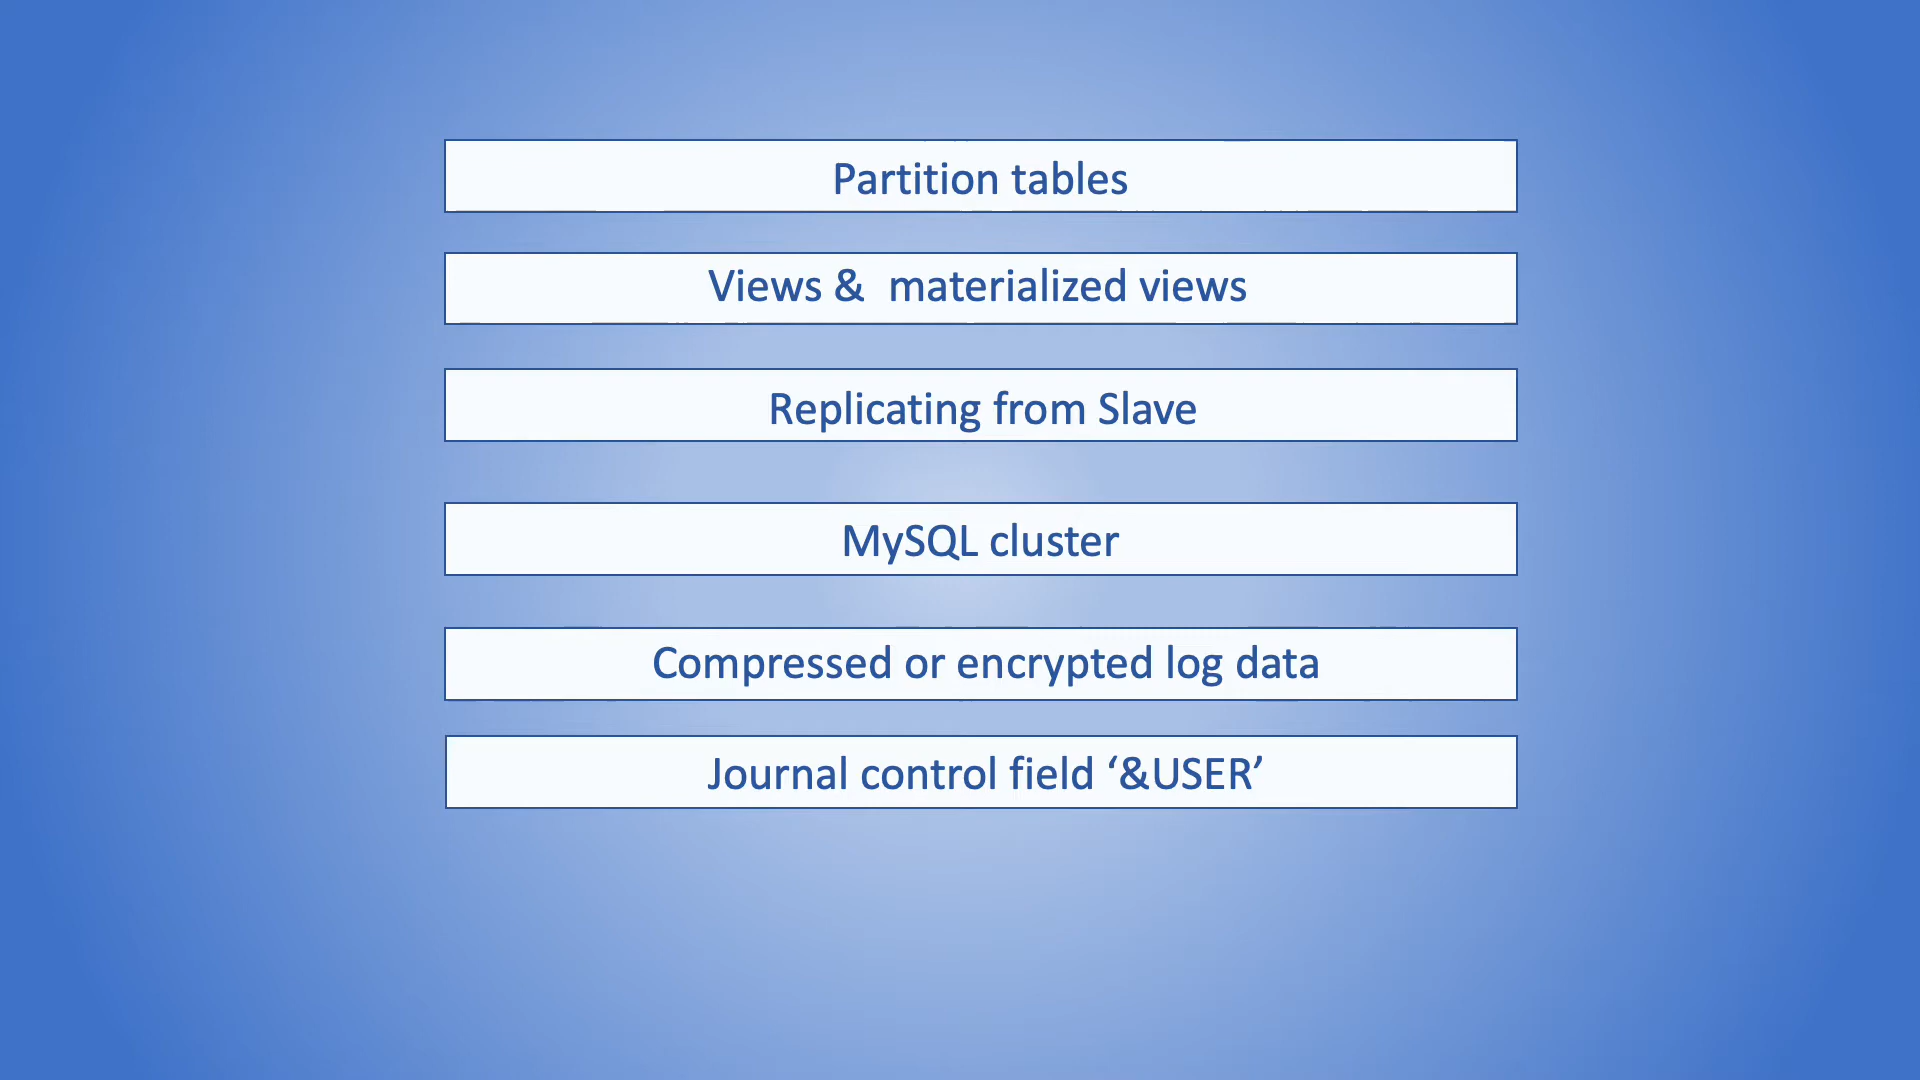 Partition tables
Views &  materialized views
Replicating from Slave
MySQL cluster
Compressed or encrypted log data
Journal control field ‘&USER’